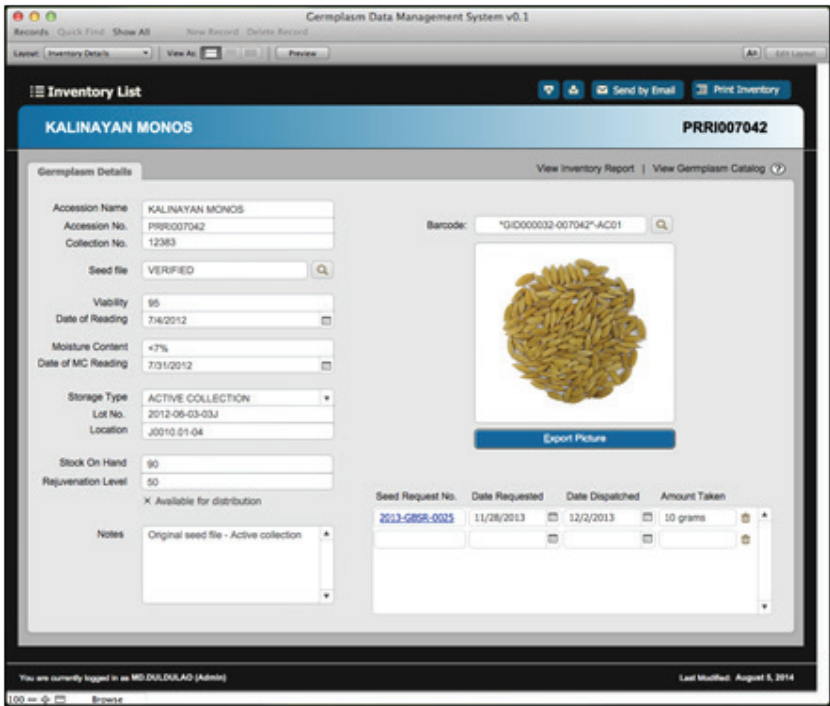 Germplasm Data Management System v0.1
Records Quick Find Show All New Record Delete Record
Layout: Inventory Details View As: Preview Aa Edit Layout
Inventory List Send by Email Print Inventory
KALINAYAN MONOS PRRI007042
Germplasm Details View Inventory Report | View Germplasm Catalog ?
Accession Name KALINAYAN MONOS
Accession No. PRRI007042 Barcode: *GID000032-007042*-AC01
Collection No. 12383
Seed file VERIFIED
Viability 95
Date of Reading 7/4/2012
Moisture Content <7%
Date of MC Reading 7/31/2012
Storage Type ACTIVE COLLECTION
Lot No. 2012-06-03-03J
Location J0010.01-04
Export Picture
Stock On Hand 90
Rejuvenation Level 50
× Available for distribution
Seed Request No. Date Requested Date Dispatched Amount Taken
2013-GBSR-0025 11/28/2013 12/2/2013 10 grams
Notes Original seed file - Active collection
You are currently logged in as MD.DULDULAO (Admin) Last Modified: August 5, 2014
100 Browse